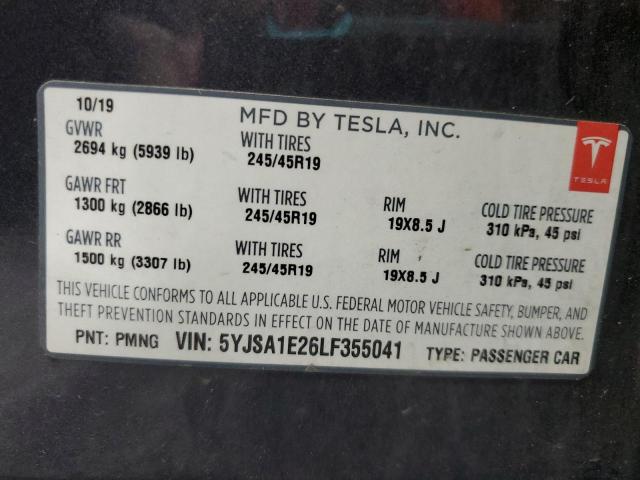 10/19
MFD BY TESLA, INC.
GVWR
2694 kg (5939 lb)
WITH TIRES
245/45R19
TESLA
GAWR FRT
1300 kg (2866 lb)
WITH TIRES
245/45R19
RIM
19X8.5 J
COLD TIRE PRESSURE
310 kPa, 45 psi
GAWR RR
1500 kg (3307 lb)
WITH TIRES
245/45R19
RIM
19X8.5 J
COLD TIRE PRESSURE
310 kPa, 45 psi
THIS VEHICLE CONFORMS TO ALL APPLICABLE U.S. FEDERAL MOTOR VEHICLE SAFETY, BUMPER, AND
THEFT PREVENTION STANDARDS IN EFFECT ON THE DATE OF MANUFACTURE SHOWN ABOVE.
PNT: PMNG VIN: 5YJSA1E26LF355041 TYPE: PASSENGER CAR